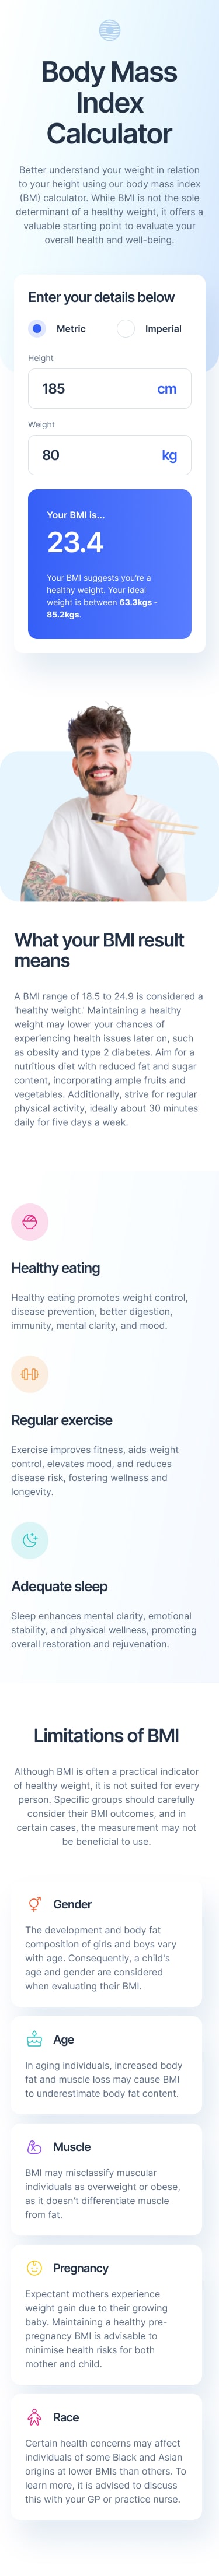 Body Mass
Index
Calculator
Better understand your weight in relation
to your height using our body mass index
(BM) calculator. While BMI is not the sole
determinant of a healthy weight, it offers a
valuable starting point to evaluate your
overall health and well-being.
Enter your details below
Metric Imperial
Height
185 cm
Weight
80 kg
Your BMI is...
23.4
Your BMI suggests you're a
healthy weight. Your ideal
weight is between 63.3kgs -
85.2kgs.
What your BMI result
means
A BMI range of 18.5 to 24.9 is considered a
'healthy weight.' Maintaining a healthy
weight may lower your chances of
experiencing health issues later on, such
as obesity and type 2 diabetes. Aim for a
nutritious diet with reduced fat and sugar
content, incorporating ample fruits and
vegetables. Additionally, strive for regular
physical activity, ideally about 30 minutes
daily for five days a week.
Healthy eating
Healthy eating promotes weight control,
disease prevention, better digestion,
immunity, mental clarity, and mood.
Regular exercise
Exercise improves fitness, aids weight
control, elevates mood, and reduces
disease risk, fostering wellness and
longevity.
Adequate sleep
Sleep enhances mental clarity, emotional
stability, and physical wellness, promoting
overall restoration and rejuvenation.
Limitations of BMI
Although BMI is often a practical indicator
of healthy weight, it is not suited for every
person. Specific groups should carefully
consider their BMI outcomes, and in
certain cases, the measurement may not
be beneficial to use.
Gender
The development and body fat
composition of girls and boys vary
with age. Consequently, a child's
age and gender are considered
when evaluating their BMI.
Age
In aging individuals, increased body
fat and muscle loss may cause BMI
to underestimate body fat content.
Muscle
BMI may misclassify muscular
individuals as overweight or obese,
as it doesn't differentiate muscle
from fat.
Pregnancy
Expectant mothers experience
weight gain due to their growing
baby. Maintaining a healthy pre-
pregnancy BMI is advisable to
minimise health risks for both
mother and child.
Race
Certain health concerns may affect
individuals of some Black and Asian
origins at lower BMIs than others. To
learn more, it is advised to discuss
this with your GP or practice nurse.